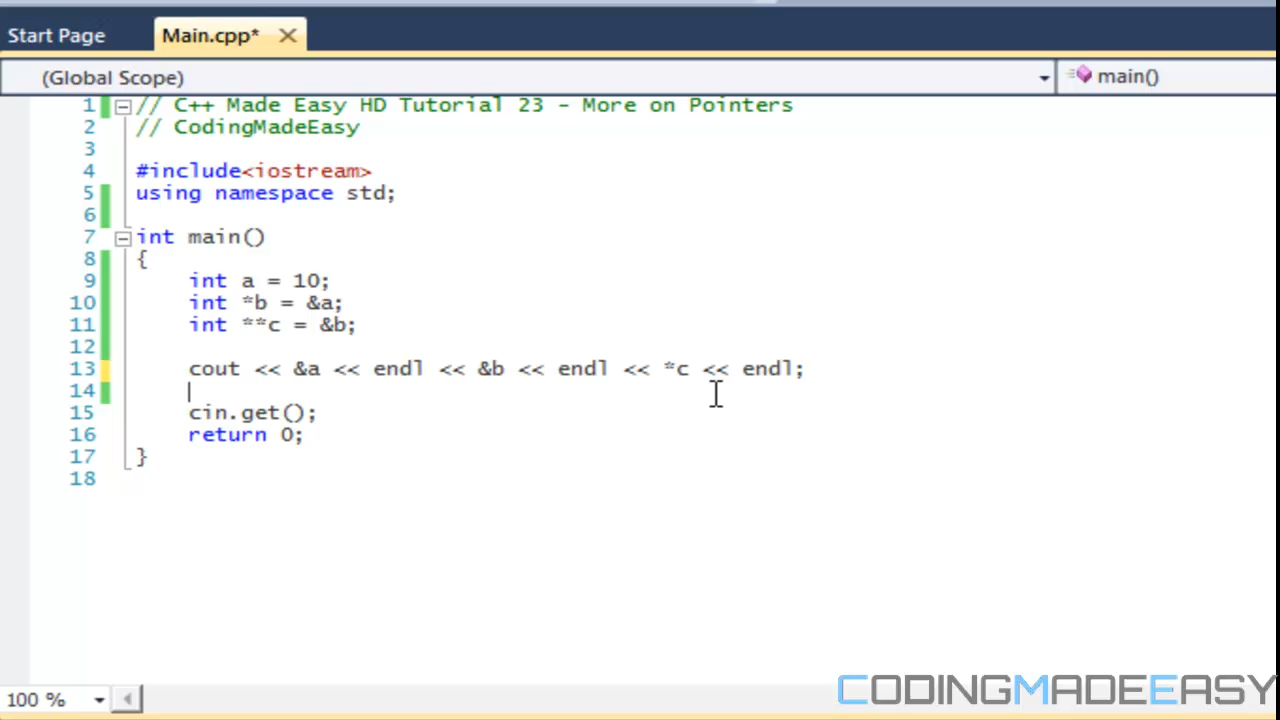 Start Page Main.cpp*
(Global Scope) main()
1 // C++ Made Easy HD Tutorial 23 - More on Pointers
2 // CodingMadeEasy
3
4 #include<iostream>
5 using namespace std;
6
7 int main()
8 {
9 int a = 10;
10 int *b = &a;
11 int **c = &b;
12
13 cout << &a << endl << &b << endl << *c << endl;
14
15 cin.get();
16 return 0;
17 }
18
100 %
CODINGMADEEASY